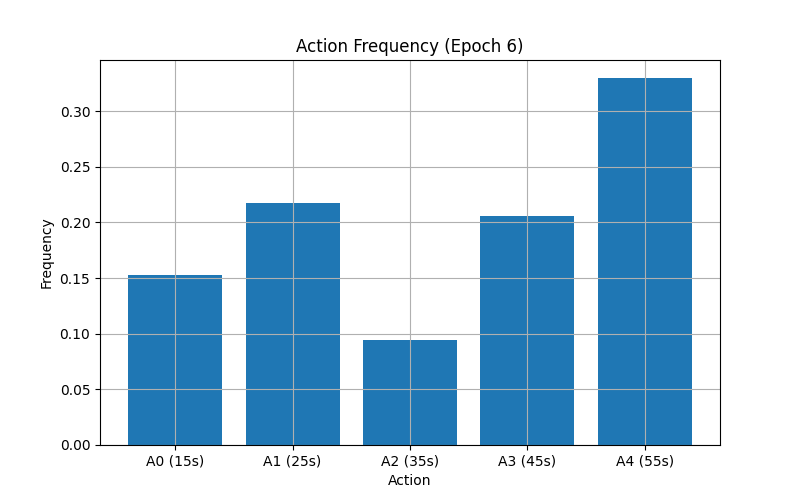 Action Frequency (Epoch 6)
Frequency
0.30
0.25
0.20
0.15
0.10
0.05
0.00
A0 (15s) A1 (25s) A2 (35s) A3 (45s) A4 (55s)
Action